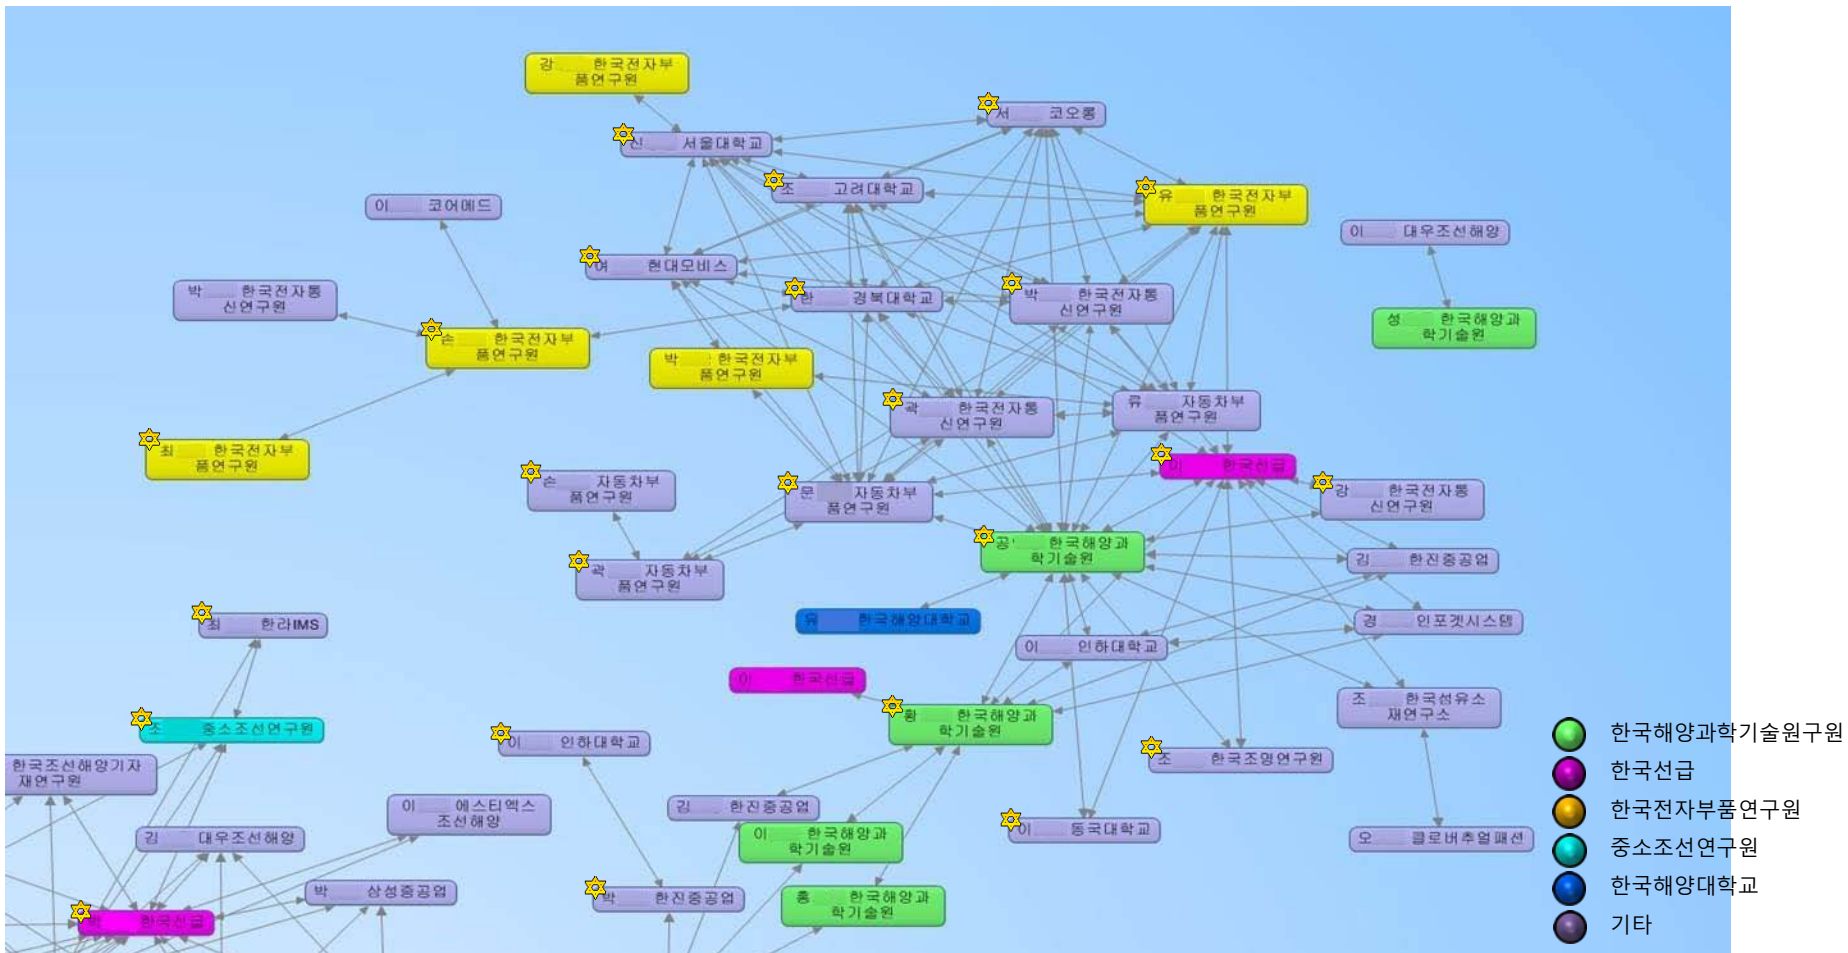 강 한국전자부
품연구원
서 코오롱
신 서울대학교
조 고려대학교
유 한국전자부
품연구원
이 코어메드
이 대우조선해양
여 현대모비스
박 한국전자통
신연구원
한 경북대학교
박 한국전자통
신연구원
성 한국해양과
학기술원
손 한국전자부
품연구원
박 한국전자부
품연구원
곽 한국전자통
신연구원
유 자동차부
품연구원
최 한국전자부
품연구원
이 한국선급
손 자동차부
품연구원
문 자동차부
품연구원
강 한국전자통
신연구원
공 한국해양과
학기술원
김 한진중공업
곽 자동차부
품연구원
유 한국해양대학교
경 인포겟시스템
최 한라IMS
이 인하대학교
이 한국선급
조 한국섬유소
재연구소
황 한국해양과
학기술원
조 중소조선연구원
이 인하대학교
조 한국조명연구원
한국조선해양기자
재연구원
이 에스티엑스
조선해양
김 한진중공업
이 동국대학교
김 대우조선해양
이 한국해양과
학기술원
오 클로버추얼패션
박 삼성중공업
박 한진중공업
홍 한국해양과
학기술원
박 한국선급
한국해양과학기술원구원
한국선급
한국전자부품연구원
중소조선연구원
한국해양대학교
기타